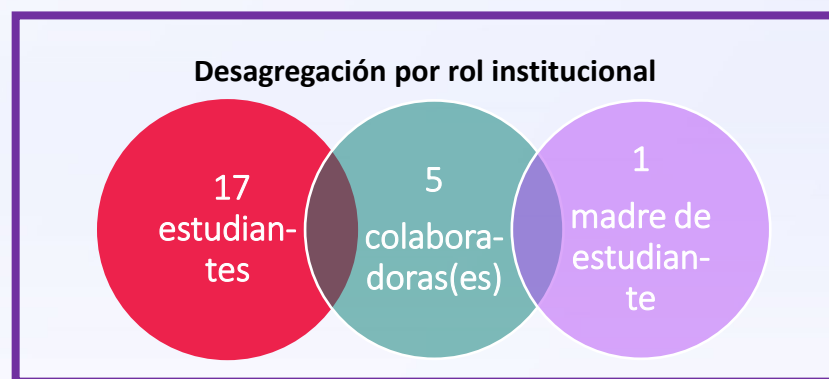 Desagregación por rol institucional
17
estudian-
tes
5
colabora-
doras(es)
1
madre de
estudian-
te